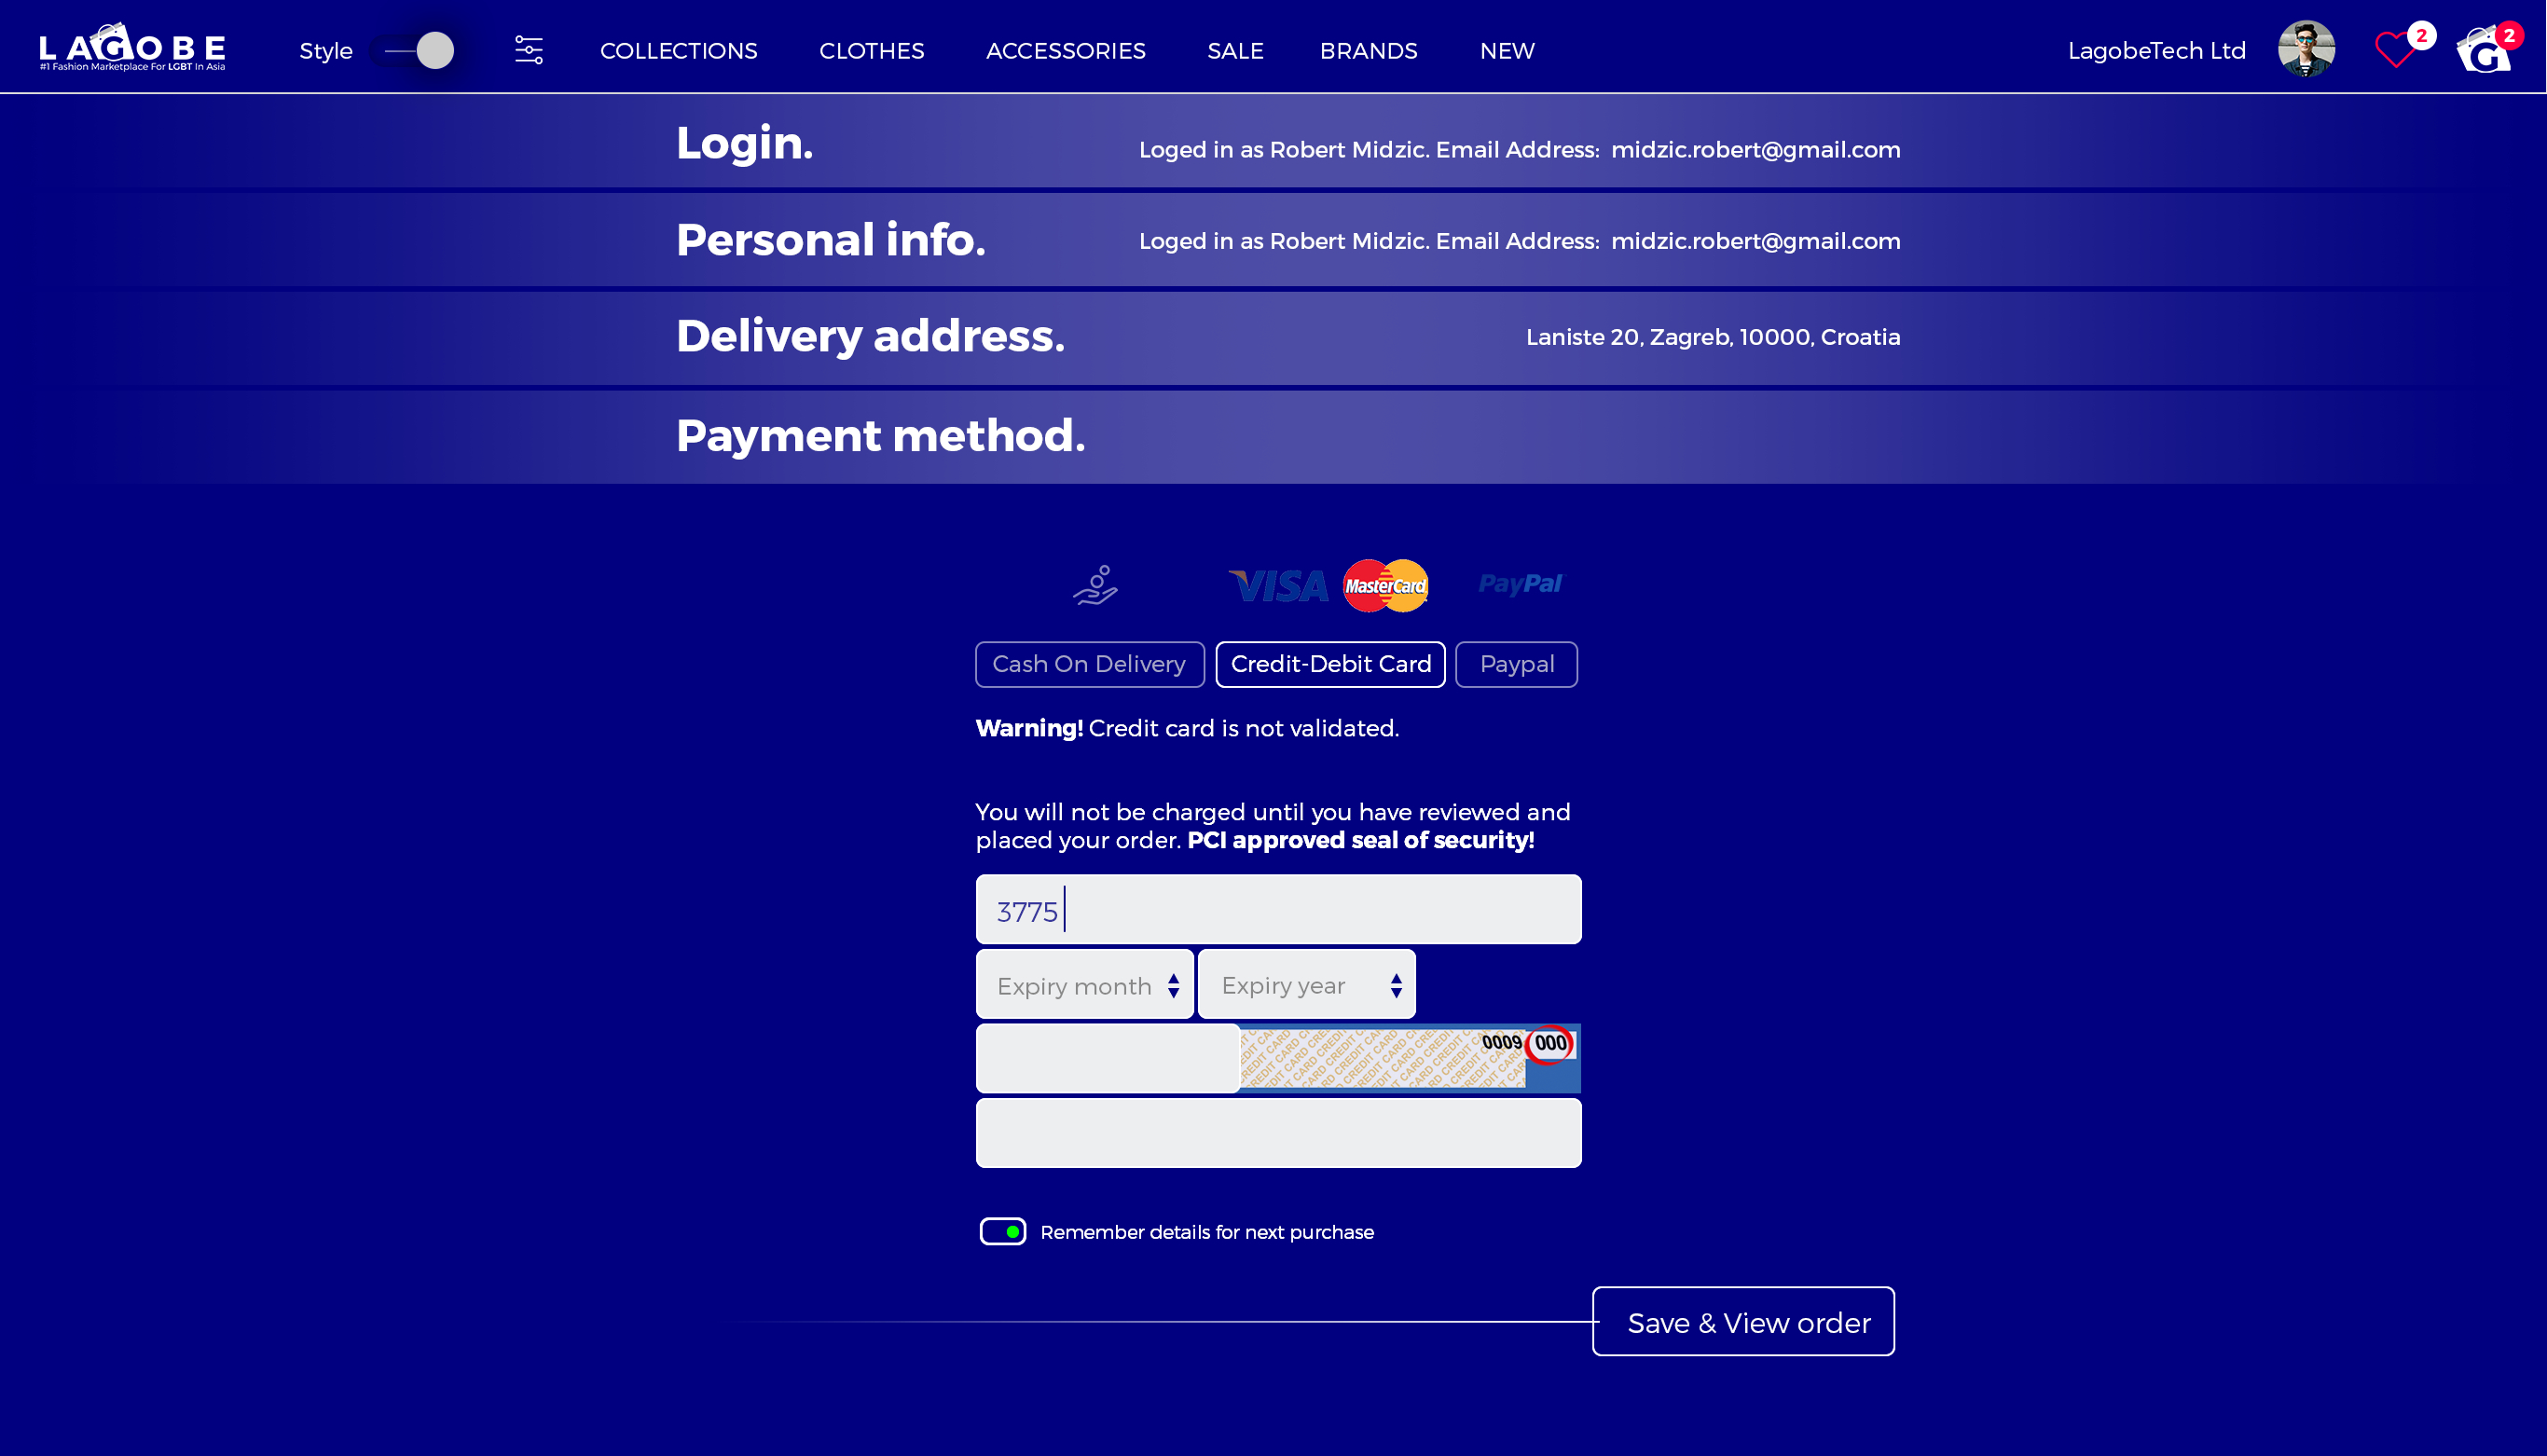 LAGOBE
#1 Fashion Marketplace For LGBT In Asia
Style
COLLECTIONS
CLOTHES
ACCESSORIES
SALE
BRANDS
NEW
LagobeTech Ltd
2
G
2
Login.
Loged in as Robert Midzic. Email Address: midzic.robert@gmail.com
Personal info.
Loged in as Robert Midzic. Email Address: midzic.robert@gmail.com
Delivery address.
Laniste 20, Zagreb, 10000, Croatia
Payment method.
VISA
MasterCard
PayPal
Cash On Delivery
Credit-Debit Card
Paypal
Warning! Credit card is not validated.
You will not be charged until you have reviewed and
placed your order. PCI approved seal of security!
3775
Expiry month
Expiry year
CREDIT CARD CREDIT CARD
0009 000
Remember details for next purchase
Save & View order